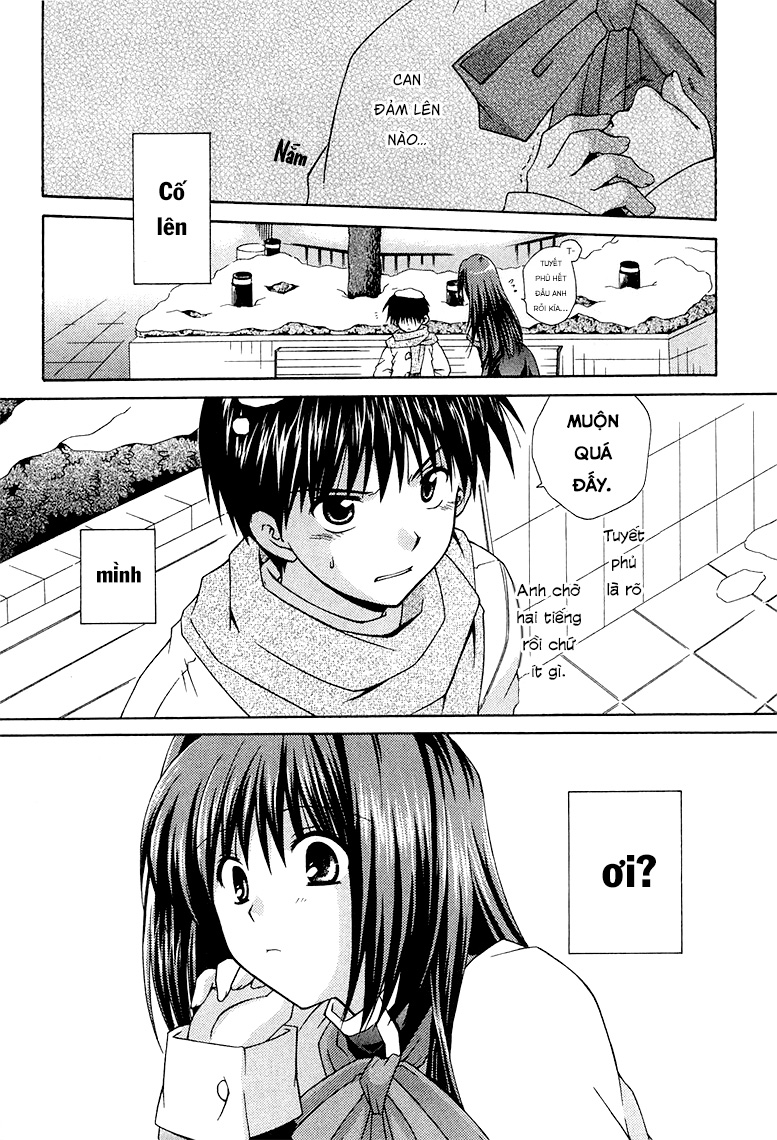 CAN
ĐẢM LÊN
NÀO...
Nắm
Cố
lên
T-
TUYẾT
PHỦ HẾT
ĐẦU ANH
RỒI KÌA...
MUỘN
QUÁ
ĐẤY.
Tuyết
phủ
là rõ
Anh chờ
hai tiếng
rồi chứ
ít gì.
mình
ơi?